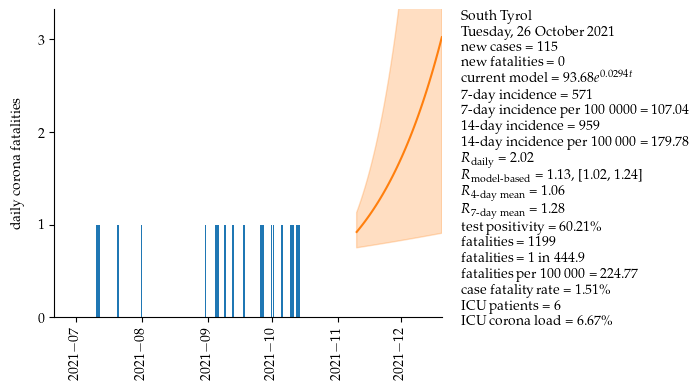 3
2
1
0
daily corona fatalities
2021−07
2021−08
2021−09
2021−10
2021−11
2021−12
South Tyrol
Tuesday, 26 October 2021
new cases = 115
new fatalities = 0
current model = 93.68e^0.0294t
7-day incidence = 571
7-day incidence per 100 0000 = 107.04
14-day incidence = 959
14-day incidence per 100 000 = 179.78
R_daily = 2.02
R_model-based = 1.13, [1.02, 1.24]
R_4-day mean = 1.06
R_7-day mean = 1.28
test positivity = 60.21%
fatalities = 1199
fatalities = 1 in 444.9
fatalities per 100 000 = 224.77
case fatality rate = 1.51%
ICU patients = 6
ICU corona load = 6.67%